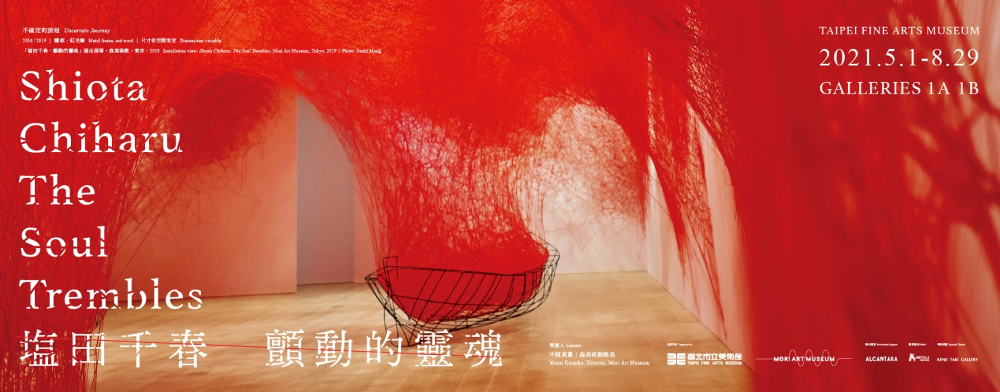 不確定的旅程 Uncertain Journey
2016 / 2019 | 鐵框，紅毛線 Metal frame, red wool | 尺寸依空間而定 Dimensions variable
「塩田千春：顫動的靈魂」展出現場，森美術館，東京，2019 Installation view: Shiota Chiharu: The Soul Trembles, Mori Art Museum, Tokyo, 2019 | Photo: Sunhi Mang
Shiota
Chiharu
The
Soul
Trembles
塩田千春 顫動的靈魂
TAIPEI FINE ARTS MUSEUM
2021.5.1-8.29
GALLERIES 1A 1B
策展人 Curator
片岡真實｜森美術館館長
Mami Kataoka, Director, Mori Art Museum
主辦單位 Organized by
臺北市立美術館
TAIPEI FINE ARTS MUSEUM
MORI ART MUSEUM
Production Support
ALCANTARA
Hotel
HOTELS
特別感謝 Special Thanks
KENJI TAKI GALLERY